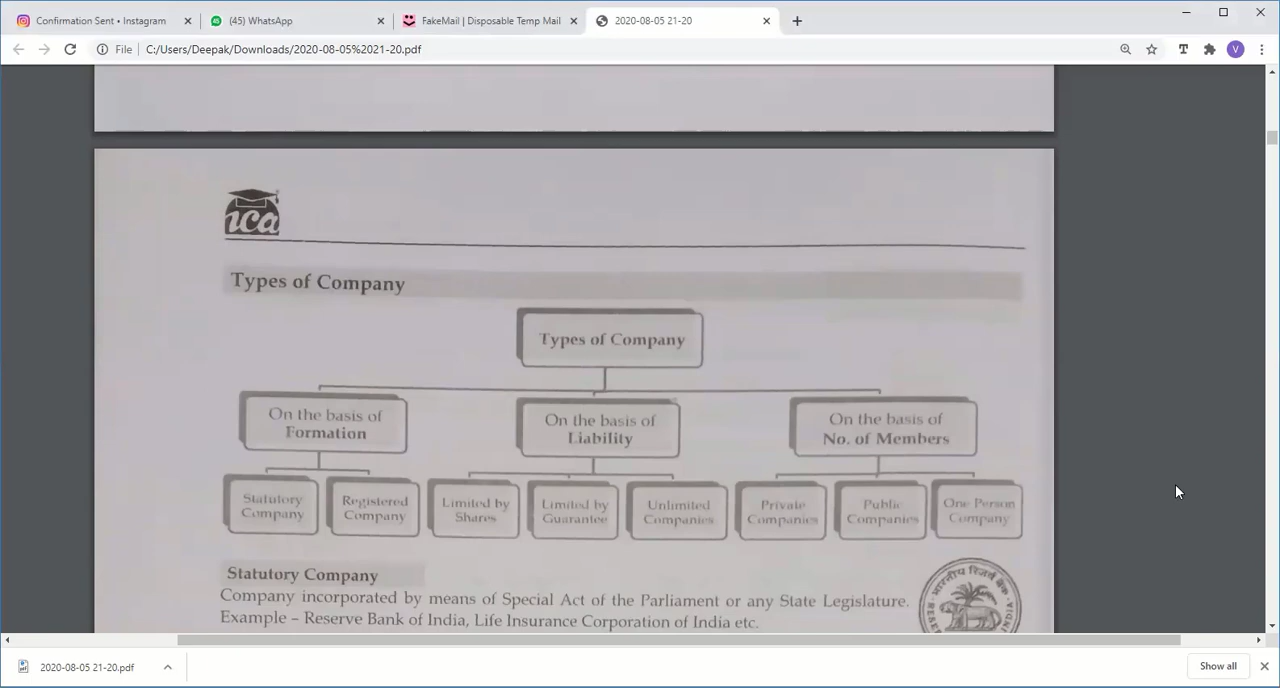 Confirmation Sent • Instagram
(45) WhatsApp
FakeMail | Disposable Temp Mail
2020-08-05 21-20
File
C:/Users/Deepak/Downloads/2020-08-05%2021-20.pdf
T
V
ica
Types of Company
Types of Company
On the basis of
Formation
On the basis of
Liability
On the basis of
No. of Members
Statutory
Company
Registered
Company
Limited by
Shares
Limited by
Guarantee
Unlimited
Companies
Private
Companies
Public
Companies
One Person
Company
Statutory Company
Company incorporated by means of Special Act of the Parliament or any State Legislature.
Example – Reserve Bank of India, Life Insurance Corporation of India etc.
भारतीय रिज़र्व बैंक
2020-08-05 21-20.pdf
Show all